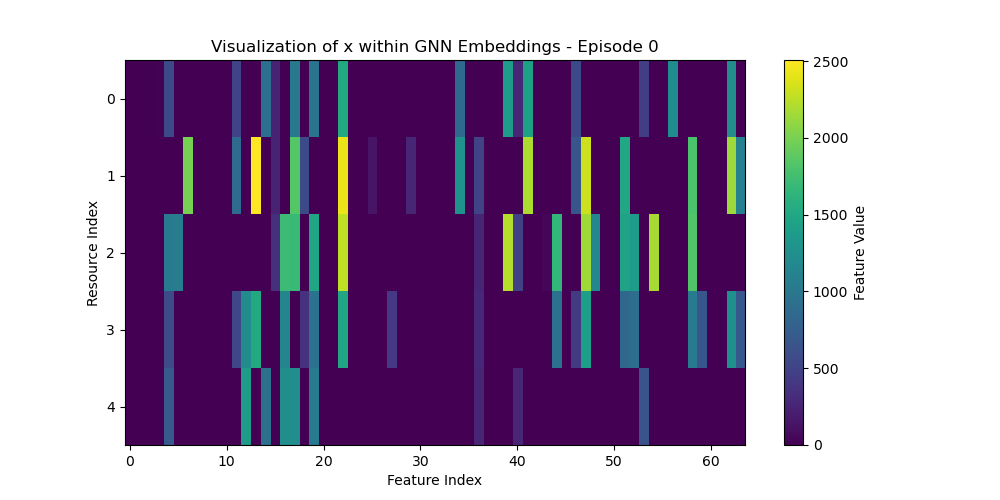 Visualization of x within GNN Embeddings - Episode 0
Resource Index
0
1
2
3
4
0 10 20 30 40 50 60
Feature Index
2500
2000
1500
1000
500
0
Feature Value